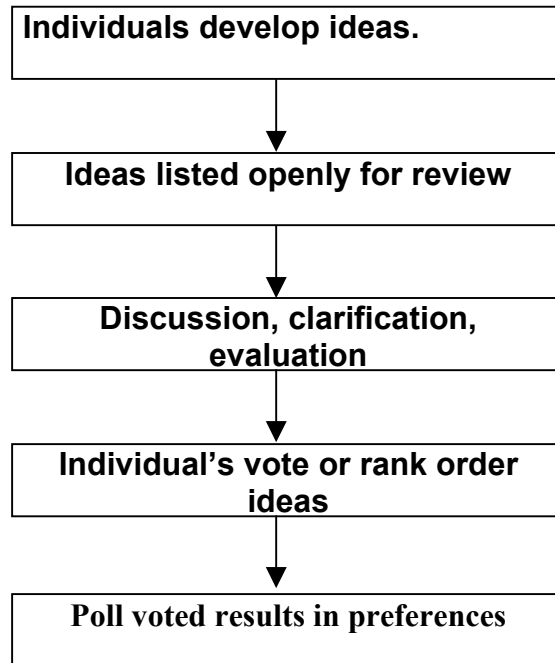 Individuals develop ideas.
Ideas listed openly for review
Discussion, clarification,
evaluation
Individual’s vote or rank order
ideas
Poll voted results in preferences